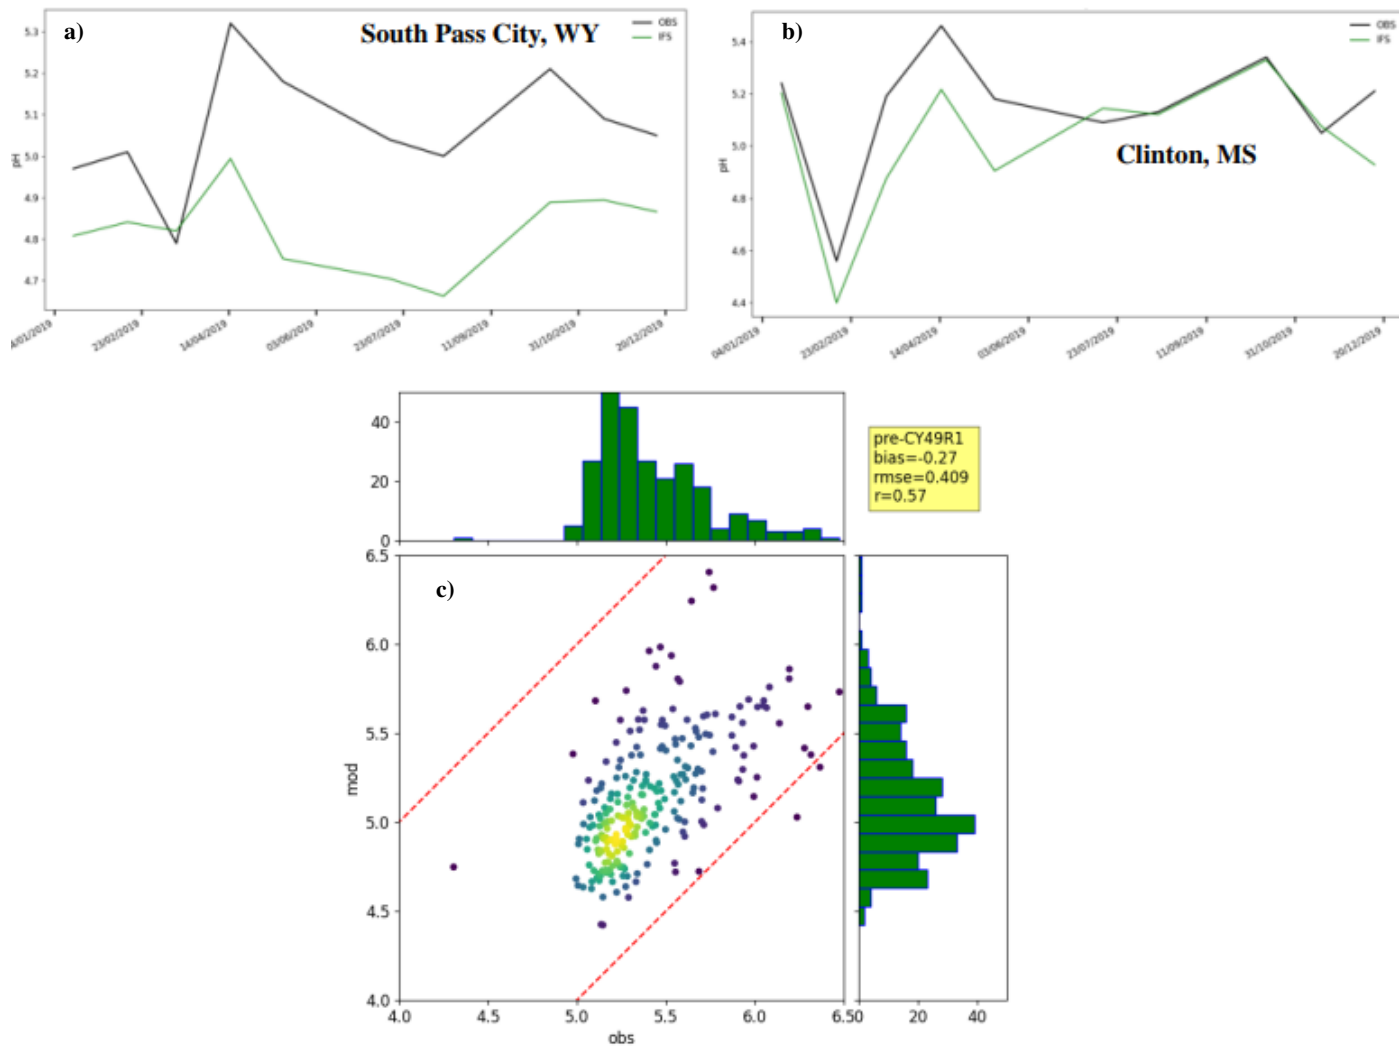 a)
South Pass City, WY
OBS
IFS
5.3
5.2
5.1
5.0
4.9
4.8
4.7
pH
4/01/2019
23/02/2019
14/04/2019
03/06/2019
23/07/2019
11/09/2019
31/10/2019
20/12/2019
b)
OBS
IFS
5.4
5.2
5.0
4.8
4.6
4.4
pH
Clinton, MS
04/01/2019
23/02/2019
14/04/2019
03/06/2019
23/07/2019
11/09/2019
31/10/2019
20/12/2019
40
20
0
pre-CY49R1
bias=-0.27
rmse=0.409
r=0.57
c)
6.5
6.0
5.5
5.0
4.5
4.0
mod
4.0 4.5 5.0 5.5 6.0 6.5
obs
0 20 40